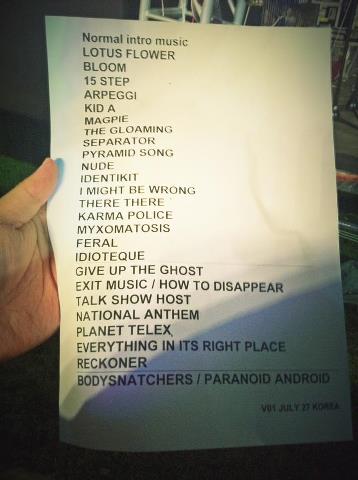 Normal intro music
LOTUS FLOWER
BLOOM
15 STEP
ARPEGGI
KID A
MAGPIE
THE GLOAMING
SEPARATOR
PYRAMID SONG
NUDE
IDENTIKIT
I MIGHT BE WRONG
THERE THERE
KARMA POLICE
MYXOMATOSIS
FERAL
IDIOTEQUE
GIVE UP THE GHOST
EXIT MUSIC / HOW TO DISAPPEAR
TALK SHOW HOST
NATIONAL ANTHEM
PLANET TELEX
EVERYTHING IN ITS RIGHT PLACE
RECKONER
BODYSNATCHERS / PARANOID ANDROID
V01 JULY 27 KOREA